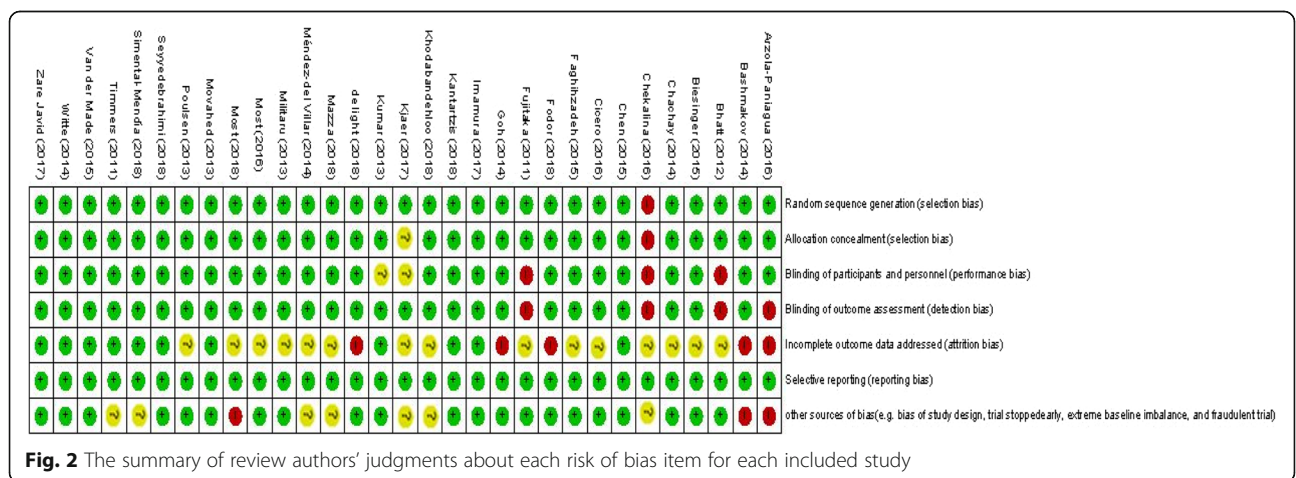 Zare Javid (2017)
Witte (2014)
Van der Made (2015)
Timmers (2011)
Simental-Mendia (2018)
Seyyedebrahimi (2018)
Poulsen (2013)
Movahed (2013)
Most (2018)
Most (2016)
Militaru (2013)
Méndez-del Villar (2014)
Mazza (2018)
delight (2018)
Kumar (2013)
Kjaer (2017)
Khodabandehloo (2018)
Kantartzis (2018)
Imamura (2017)
Goh (2014)
Fujitaka (2011)
Fodor (2018)
Faghihzadeh (2015)
Cicero (2016)
Chen (2015)
Chekalina (2016)
Chachay (2014)
Biesinger (2015)
Bhatt (2012)
Bashmakov (2014)
Arzola-Paniagua (2016)
Random sequence generation (selection bias)
Allocation concealment (selection bias)
Blinding of participants and personnel (performance bias)
Blinding of outcome assessment (detection bias)
Incomplete outcome data addressed (attrition bias)
Selective reporting (reporting bias)
other sources of bias(e.g. bias of study design, trial stoppedearly, extreme baseline imbalance, and fraudulent trial)
Fig. 2 The summary of review authors' judgments about each risk of bias item for each included study